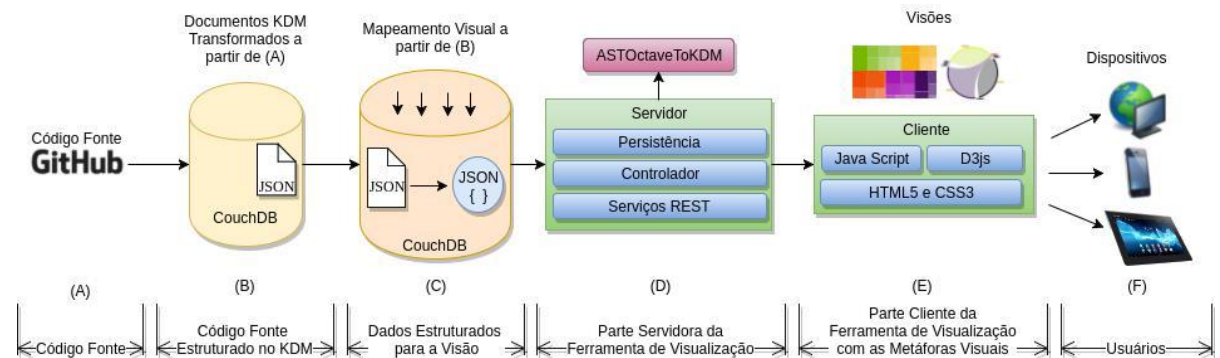 Código Fonte
GitHub
Documentos KDM
Transformados a
partir de (A)
JSON
CouchDB
Mapeamento Visual a
partir de (B)
JSON
JSON
{ }
CouchDB
ASTOctaveToKDM
Servidor
Persistência
Controlador
Serviços REST
Visões
Cliente
Java Script
D3js
HTML5 e CSS3
Dispositivos
(A)
(B)
(C)
(D)
(E)
(F)
Código Fonte
Código Fonte
Estruturado no KDM
Dados Estruturados
para a Visão
Parte Servidora da
Ferramenta de Visualização
Parte Cliente da
Ferramenta de Visualização
com as Metáforas Visuais
Usuários